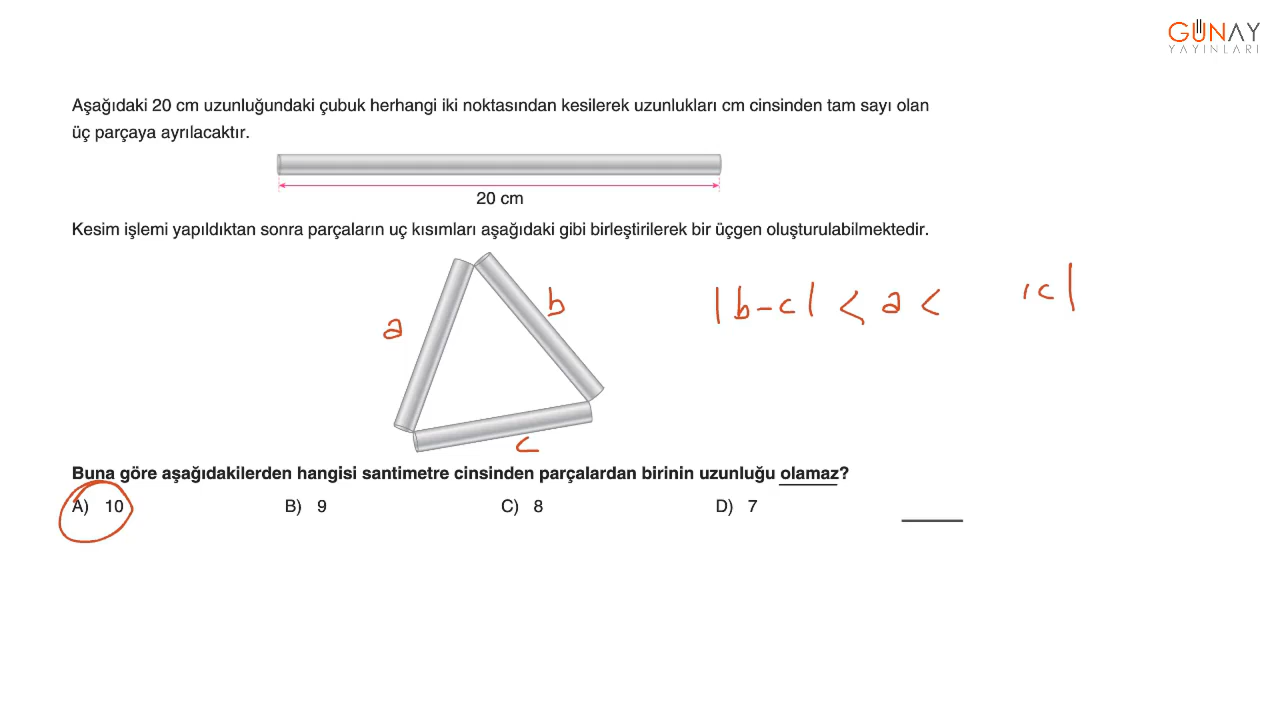 GÜNAY
YAYINLARI
Aşağıdaki 20 cm uzunluğundaki çubuk herhangi iki noktasından kesilerek uzunlukları cm cinsinden tam sayı olan
üç parçaya ayrılacaktır.
20 cm
Kesim işlemi yapıldıktan sonra parçaların uç kısımları aşağıdaki gibi birleştirilerek bir üçgen oluşturulabilmektedir.
a
b
c
|b-c| < a <
Buna göre aşağıdakilerden hangisi santimetre cinsinden parçalardan birinin uzunluğu olamaz?
A) 10 B) 9 C) 8 D) 7